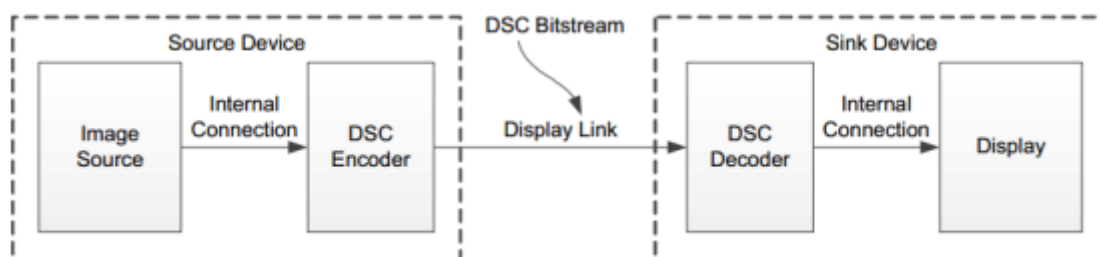 Source Device
DSC Bitstream
Sink Device
Image
Source
Internal
Connection
DSC
Encoder
Display Link
DSC
Decoder
Internal
Connection
Display